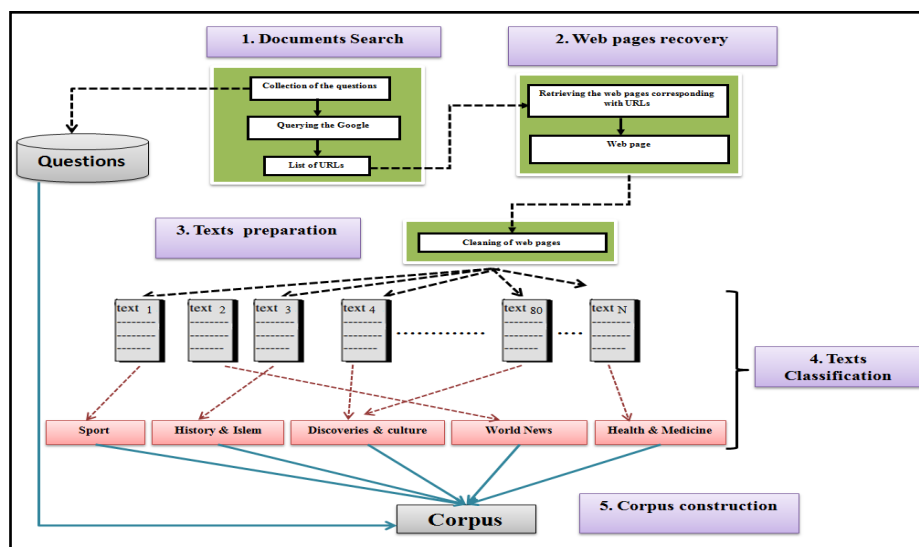 1. Documents Search
2. Web pages recovery
Collection of the questions
Querying the Google
List of URLs
Retrieving the web pages corresponding
with URLs
Web page
Questions
3. Texts preparation
Cleaning of web pages
text 1
text 2
text 3
text 4
text 80
text N
4. Texts
Classification
Sport
History & Islem
Discoveries & culture
World News
Health & Medicine
Corpus
5. Corpus construction